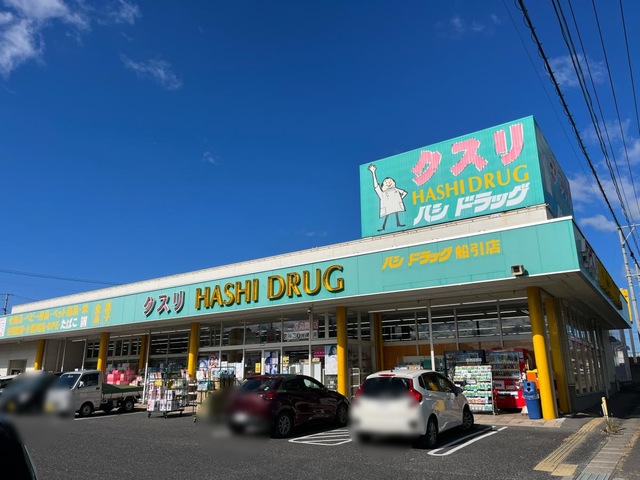 クスリ
HASHI DRUG
ハシ ドラッグ
ハシ ドラッグ 船引店
クスリ HASHI DRUG
たばこ 酒